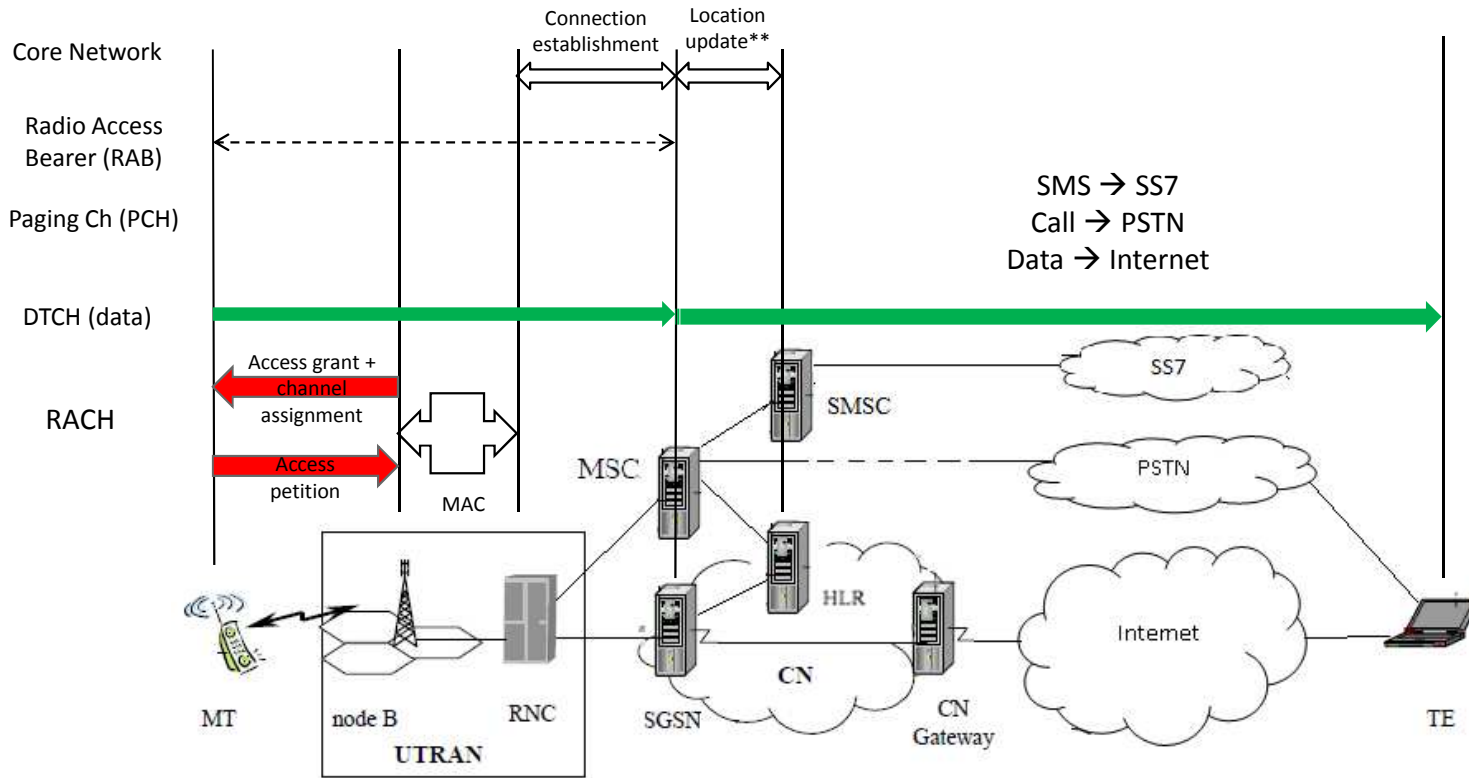 Connection
establishment
Location
update**
Core Network
Radio Access
Bearer (RAB)
SMS → SS7
Paging Ch (PCH)
Call → PSTN
Data → Internet
DTCH (data)
Access grant +
channel
assignment
SS7
SMSC
RACH
Access
petition
MAC
MSC
PSTN
HLR
Internet
CN
MT
node B
RNC
SGSN
CN
Gateway
TE
UTRAN